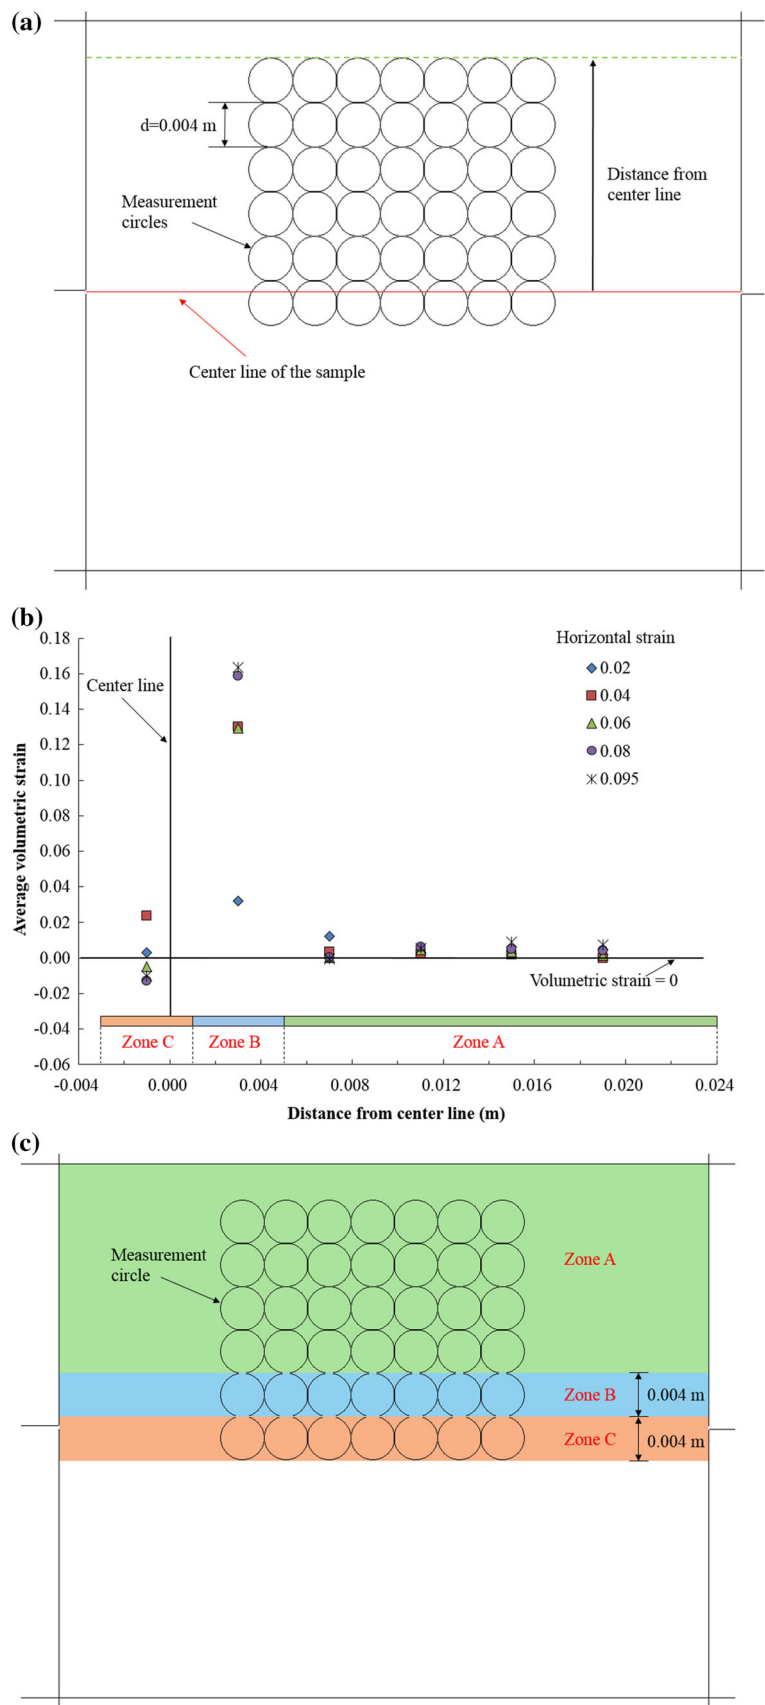 (a)
d=0.004 m
Distance from
center line
Measurement
circles
Center line of the sample
(b)
0.18
0.16
0.14
0.12
0.10
0.08
0.06
0.04
0.02
0.00
-0.02
-0.04
-0.06
Average volumetric strain
Center line
Horizontal strain
0.02
0.04
0.06
0.08
0.095
Volumetric strain = 0
Zone C
Zone B
Zone A
-0.004
0.000
0.004
0.008
0.012
0.016
0.020
0.024
Distance from center line (m)
(c)
Measurement
circle
Zone A
Zone B
0.004 m
Zone C
0.004 m